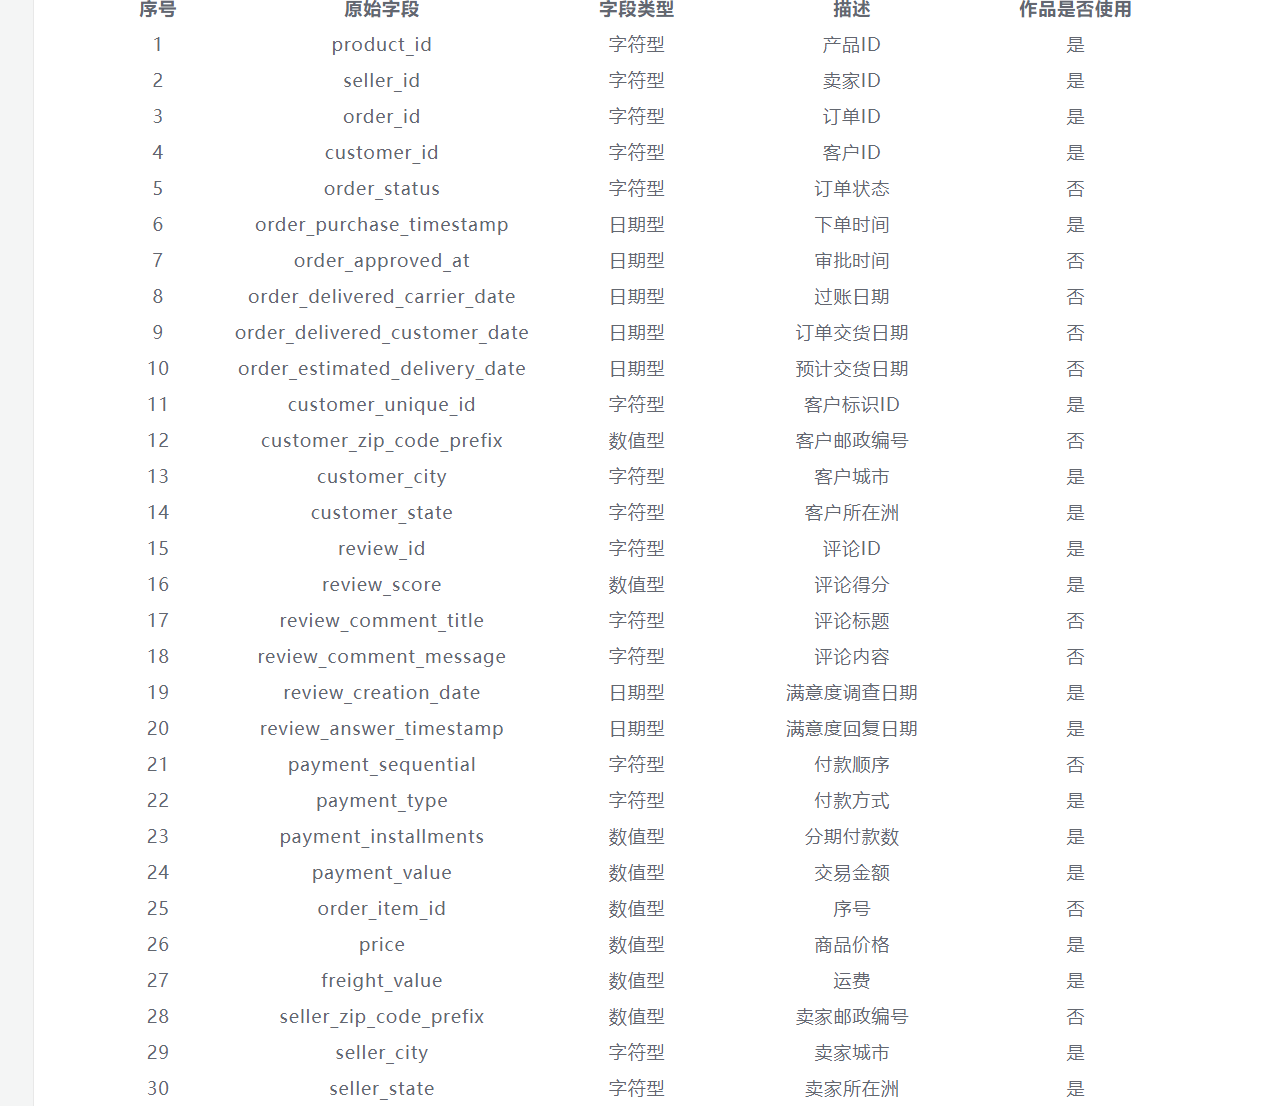 序号 原始字段 字段类型 描述 作品是否使用
1 product_id 字符型 产品ID 是
2 seller_id 字符型 卖家ID 是
3 order_id 字符型 订单ID 是
4 customer_id 字符型 客户ID 是
5 order_status 字符型 订单状态 否
6 order_purchase_timestamp 日期型 下单时间 是
7 order_approved_at 日期型 审批时间 否
8 order_delivered_carrier_date 日期型 过账日期 否
9 order_delivered_customer_date 日期型 订单交货日期 否
10 order_estimated_delivery_date 日期型 预计交货日期 否
11 customer_unique_id 字符型 客户标识ID 是
12 customer_zip_code_prefix 数值型 客户邮政编号 否
13 customer_city 字符型 客户城市 是
14 customer_state 字符型 客户所在洲 是
15 review_id 字符型 评论ID 是
16 review_score 数值型 评论得分 是
17 review_comment_title 字符型 评论标题 否
18 review_comment_message 字符型 评论内容 否
19 review_creation_date 日期型 满意度调查日期 是
20 review_answer_timestamp 日期型 满意度回复日期 是
21 payment_sequential 字符型 付款顺序 否
22 payment_type 字符型 付款方式 是
23 payment_installments 数值型 分期付款数 是
24 payment_value 数值型 交易金额 是
25 order_item_id 数值型 序号 否
26 price 数值型 商品价格 是
27 freight_value 数值型 运费 是
28 seller_zip_code_prefix 数值型 卖家邮政编号 否
29 seller_city 字符型 卖家城市 是
30 seller_state 字符型 卖家所在洲 是